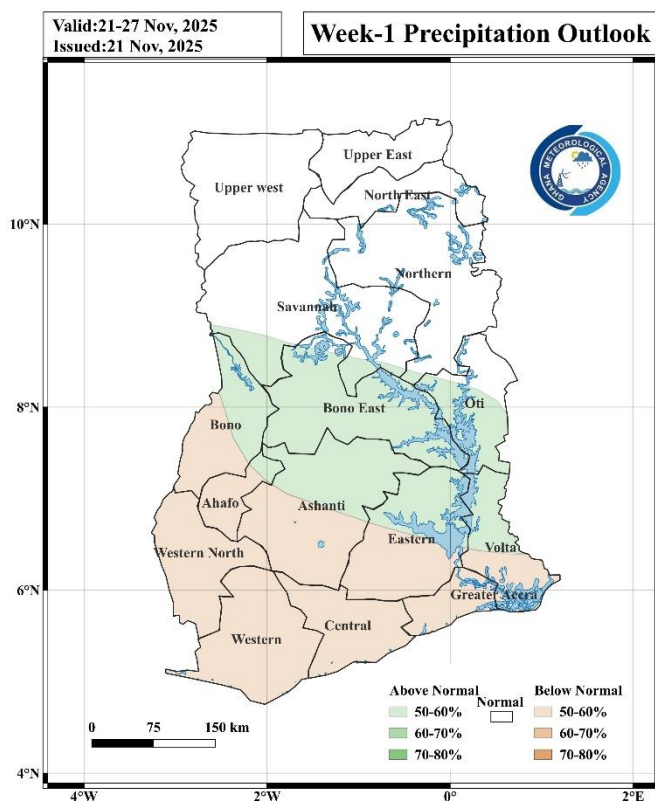 Valid:21-27 Nov, 2025
Issued:21 Nov, 2025
Week-1 Precipitation Outlook
GHANA METEOROLOGICAL AGENCY
Upper East
Upper west
North East
10°N
Northern
Savannah
8°N
Bono East
Oti
Bono
Ahafo
Ashanti
Eastern
Western North
Volta
6°N
Greater Accra
Central
Western
Above Normal
Normal
Below Normal
50-60%
50-60%
60-70%
60-70%
70-80%
70-80%
0 75 150 km
4°N
4°W 2°W 0° 2°E